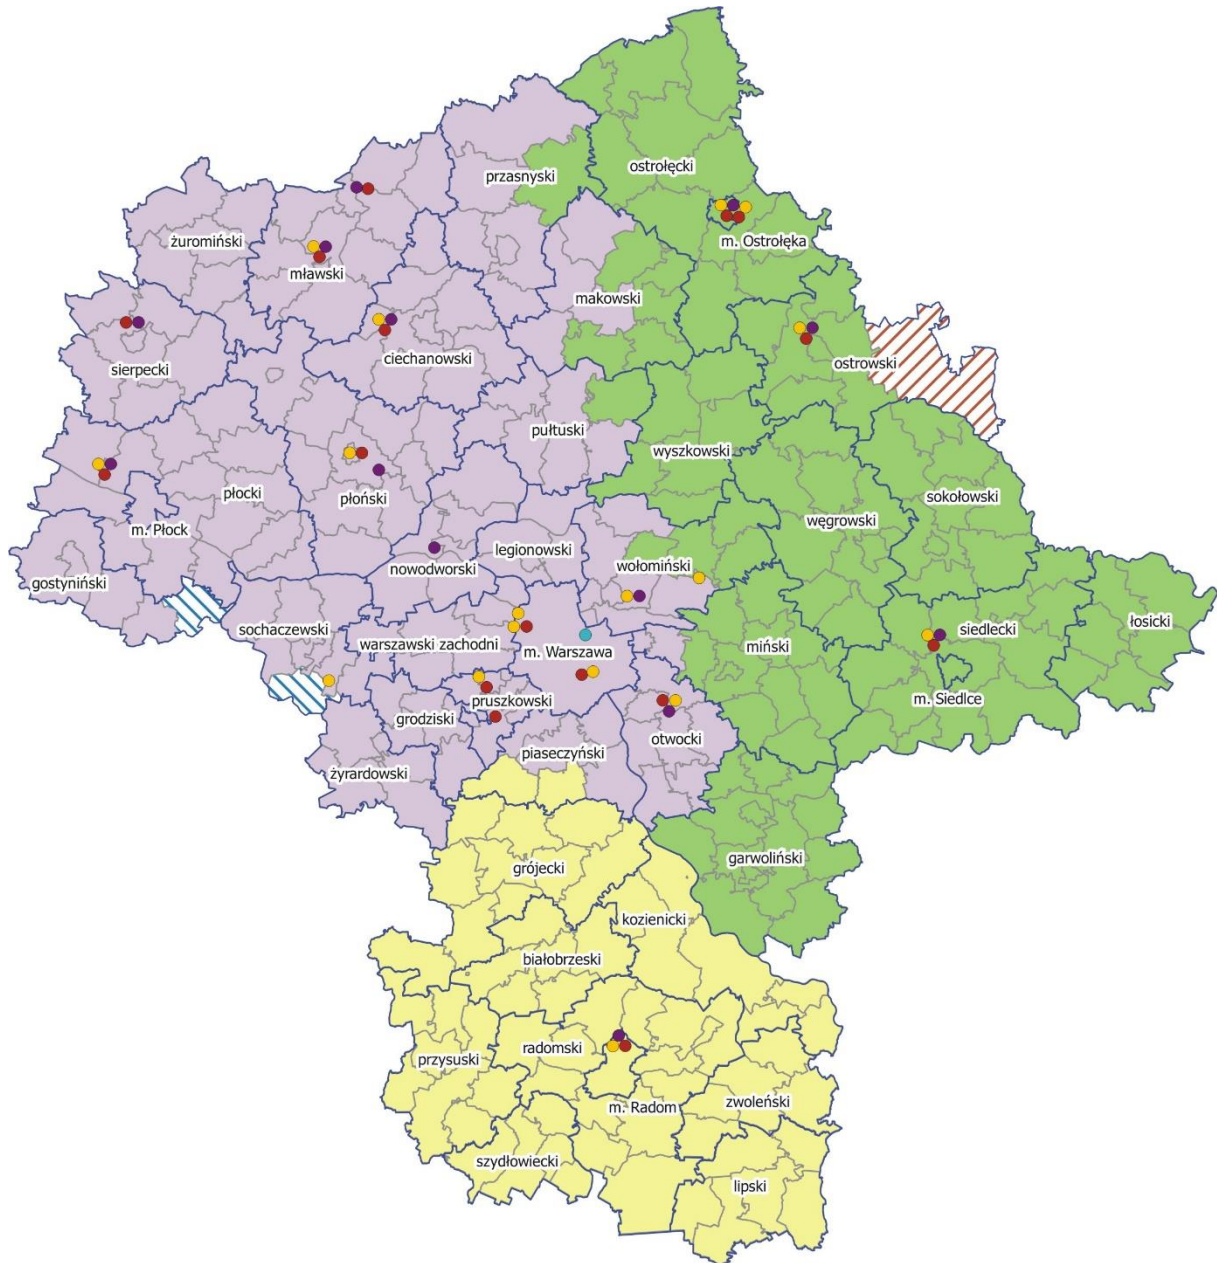 ostrołęcki
przasnyski
żuromiński
m. Ostrołęka
mławski
makowski
ciechanowski
ostrowski
sierpecki
pułtuski
wyszkowski
sokołowski
płocki
płoński
węgrowski
m. Płock
legionowski
wołomiński
nowodworski
gostyniński
łosicki
sochaczewski
siedlecki
warszawski zachodni
m. Warszawa
miński
m. Siedlce
pruszkowski
grodziski
otwocki
piaseczyński
żyrardowski
garwoliński
grójecki
kozienicki
białobrzeski
radomski
przysuski
zwoleński
m. Radom
szydłowiecki
lipski